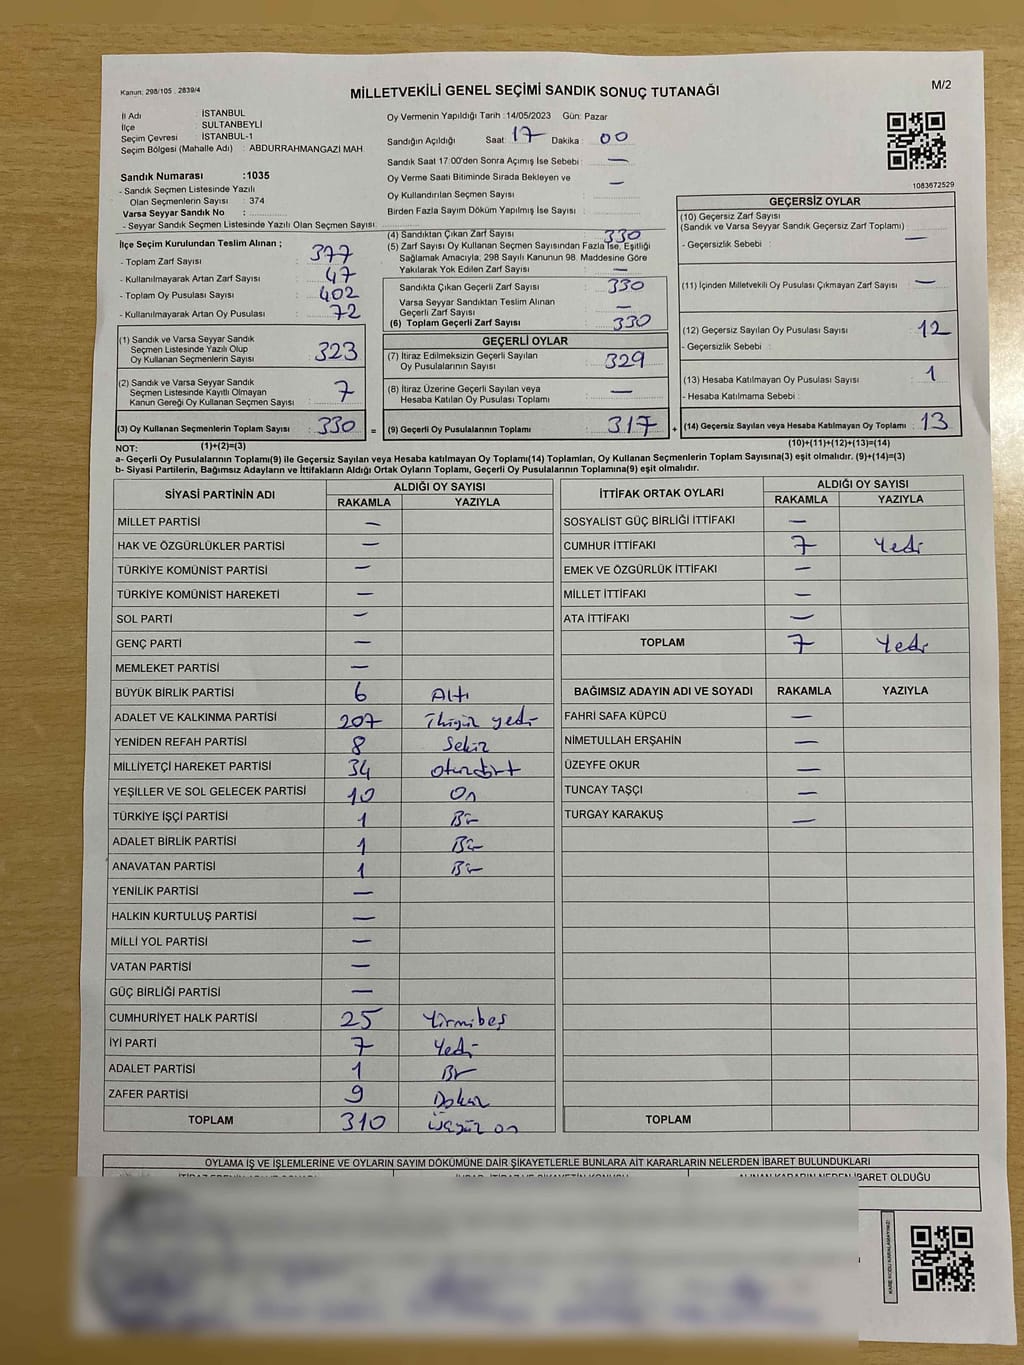 Kanun: 298/105 . 2839/4
MİLLETVEKİLİ GENEL SEÇİMİ SANDIK SONUÇ TUTANAĞI
M/2
İl Adı : İSTANBUL
İlçe : SULTANBEYLİ
Seçim Çevresi : İSTANBUL-1
Seçim Bölgesi (Mahalle Adı) : ABDURRAHMANGAZİ MAH.
Sandık Numarası :1035
- Sandık Seçmen Listesinde Yazılı
Olan Seçmenlerin Sayısı : 374
Varsa Seyyar Sandık No :
- Seyyar Sandık Seçmen Listesinde Yazılı Olan Seçmen Sayısı:
Oy Vermenin Yapıldığı Tarih :14/05/2023 Gün: Pazar
Sandığın Açıldığı Saat: 17 Dakika : 00
Sandık Saat 17:00'den Sonra Açımış İse Sebebi : —
Oy Verme Saati Bitiminde Sırada Bekleyen ve
Oy Kullandırılan Seçmen Sayısı : —
Birden Fazla Sayım Döküm Yapılmış İse Sayısı :
1083672529
İlçe Seçim Kurulundan Teslim Alınan ;
- Toplam Zarf Sayısı : 377
- Kullanılmayarak Artan Zarf Sayısı : 47
- Toplam Oy Pusulası Sayısı : 402
- Kullanılmayarak Artan Oy Pusulası : 72
(1) Sandık ve Varsa Seyyar Sandık
Seçmen Listesinde Yazılı Olup
Oy Kullanan Seçmenlerin Sayısı : 323
(2) Sandık ve Varsa Seyyar Sandık
Seçmen Listesinde Kayıtlı Olmayan
Kanun Gereği Oy Kullanan Seçmen Sayısı : 7
(3) Oy Kullanan Seçmenlerin Toplam Sayısı : 330 =
(4) Sandıktan Çıkan Zarf Sayısı : 330
(5) Zarf Sayısı Oy Kullanan Seçmen Sayısından Fazla İse, Eşitliği
Sağlamak Amacıyla, 298 Sayılı Kanunun 98. Maddesine Göre
Yakılarak Yok Edilen Zarf Sayısı : —
Sandıkta Çıkan Geçerli Zarf Sayısı : 330
Varsa Seyyar Sandıktan Teslim Alınan
Geçerli Zarf Sayısı : —
(6) Toplam Geçerli Zarf Sayısı : 330
GEÇERLİ OYLAR
(7) İtiraz Edilmeksizin Geçerli Sayılan
Oy Pusulalarının Sayısı : 329
(8) İtiraz Üzerine Geçerli Sayılan veya
Hesaba Katılan Oy Pusulası Toplamı : —
(9) Geçerli Oy Pusulalarının Toplamı : 317 +
GEÇERSİZ OYLAR
(10) Geçersiz Zarf Sayısı
(Sandık ve Varsa Seyyar Sandık Geçersiz Zarf Toplamı) :
- Geçersizlik Sebebi : —
(11) İçinden Milletvekili Oy Pusulası Çıkmayan Zarf Sayısı : —
(12) Geçersiz Sayılan Oy Pusulası Sayısı : 12
- Geçersizlik Sebebi :
(13) Hesaba Katılmayan Oy Pusulası Sayısı : 1
- Hesaba Katılmama Sebebi :
(14) Geçersiz Sayılan veya Hesaba Katılmayan Oy Toplamı : 13
NOT: (1)+(2)=(3) (10)+(11)+(12)+(13)=(14)
a- Geçerli Oy Pusulalarının Toplamı(9) ile Geçersiz Sayılan veya Hesaba katılmayan Oy Toplamı(14) Toplamları, Oy Kullanan Seçmenlerin Toplam Sayısına(3) eşit olmalıdır. (9)+(14)=(3)
b- Siyasi Partilerin, Bağımsız Adayların ve İttifakların Aldığı Ortak Oyların Toplamı, Geçerli Oy Pusulalarının Toplamına(9) eşit olmalıdır.
SİYASİ PARTİNİN ADI ALDIĞI OY SAYISI
RAKAMLA YAZIYLA
MİLLET PARTİSİ —
HAK VE ÖZGÜRLÜKLER PARTİSİ —
TÜRKİYE KOMÜNİST PARTİSİ —
TÜRKİYE KOMÜNİST HAREKETİ —
SOL PARTİ —
GENÇ PARTİ —
MEMLEKET PARTİSİ —
BÜYÜK BİRLİK PARTİSİ 6 Altı
ADALET VE KALKINMA PARTİSİ 207 İkiyüz yedi
YENİDEN REFAH PARTİSİ 8 Sekiz
MİLLİYETÇİ HAREKET PARTİSİ 34 otuzdört
YEŞİLLER VE SOL GELECEK PARTİSİ 10 On
TÜRKİYE İŞÇİ PARTİSİ 1 Bir
ADALET BİRLİK PARTİSİ 1 Bir
ANAVATAN PARTİSİ 1 Bir
YENİLİK PARTİSİ —
HALKIN KURTULUŞ PARTİSİ —
MİLLİ YOL PARTİSİ —
VATAN PARTİSİ —
GÜÇ BİRLİĞİ PARTİSİ —
CUMHURİYET HALK PARTİSİ 25 Yirmibeş
İYİ PARTİ 7 Yedi
ADALET PARTİSİ 1 Bir
ZAFER PARTİSİ 9 Dokuz
TOPLAM 310 Üçyüz on
İTTİFAK ORTAK OYLARI ALDIĞI OY SAYISI
RAKAMLA YAZIYLA
SOSYALİST GÜÇ BİRLİĞİ İTTİFAKI —
CUMHUR İTTİFAKI 7 Yedi
EMEK VE ÖZGÜRLÜK İTTİFAKI —
MİLLET İTTİFAKI —
ATA İTTİFAKI —
TOPLAM 7 Yedi
BAĞIMSIZ ADAYIN ADI VE SOYADI RAKAMLA YAZIYLA
FAHRİ SAFA KÜPCÜ —
NİMETULLAH ERŞAHİN —
ÜZEYFE OKUR —
TUNCAY TAŞÇI —
TURGAY KARAKUŞ —
TOPLAM
OYLAMA İŞ VE İŞLEMLERİNE VE OYLARIN SAYIM DÖKÜMÜNE DAİR ŞİKAYETLERLE BUNLARA AİT KARARLARIN NELERDEN İBARET BULUNDUKLARI
ALINAN KARARIN NEDEN İBARET OLDUĞU